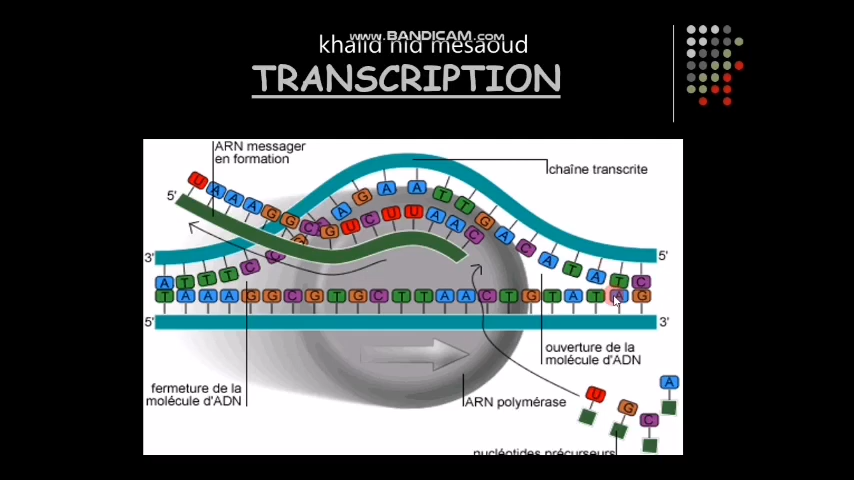 www.BANDICAM.com
khalid nid mesaoud
TRANSCRIPTION
ARN messager
en formation
chaîne transcrite
U A A A G G C
A G A A T T G A C A T A T C
5'
G U C U U A A C
3'
5'
A T T T C C
T A A A G G C G T G C T T A A C T G T A T A G
5'
3'
ouverture de la
molécule d'ADN
fermeture de la
molécule d'ADN
ARN polymérase
U G C A
nucléotides précurseurs